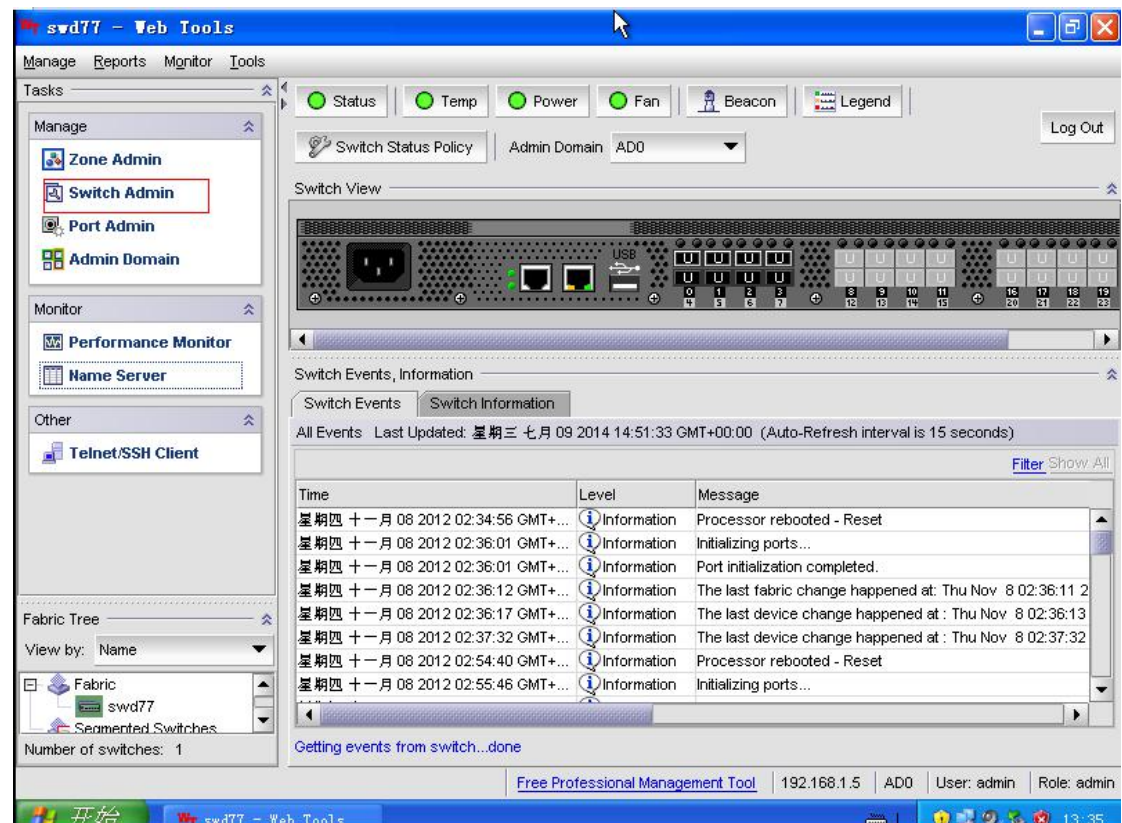 swd77 - Web Tools
Manage Reports Monitor Tools
Tasks
Manage
Zone Admin
Switch Admin
Port Admin
Admin Domain
Monitor
Performance Monitor
Name Server
Other
Telnet/SSH Client
Fabric Tree
View by: Name
Fabric
swd77
Segmented Switches
Number of switches: 1
Status Temp Power Fan Beacon Legend
Log Out
Switch Status Policy Admin Domain AD0
Switch View
USB
0 1 2 3 8 9 10 11 16 17 18 19
4 5 6 7 12 13 14 15 20 21 22 23
Switch Events, Information
Switch Events Switch Information
All Events Last Updated: 星期三 七月 09 2014 14:51:33 GMT+00:00 (Auto-Refresh interval is 15 seconds)
Filter Show All
Time Level Message
星期四 十一月 08 2012 02:34:56 GMT+... Information Processor rebooted - Reset
星期四 十一月 08 2012 02:36:01 GMT+... Information Initializing ports...
星期四 十一月 08 2012 02:36:01 GMT+... Information Port initialization completed.
星期四 十一月 08 2012 02:36:12 GMT+... Information The last fabric change happened at: Thu Nov 8 02:36:11 2
星期四 十一月 08 2012 02:36:17 GMT+... Information The last device change happened at : Thu Nov 8 02:36:13
星期四 十一月 08 2012 02:37:32 GMT+... Information The last device change happened at : Thu Nov 8 02:37:32
星期四 十一月 08 2012 02:54:40 GMT+... Information Processor rebooted - Reset
星期四 十一月 08 2012 02:55:46 GMT+... Information Initializing ports...
Getting events from switch...done
Free Professional Management Tool 192.168.1.5 AD0 User: admin Role: admin
开始 swd77 - Web Tools 13:35